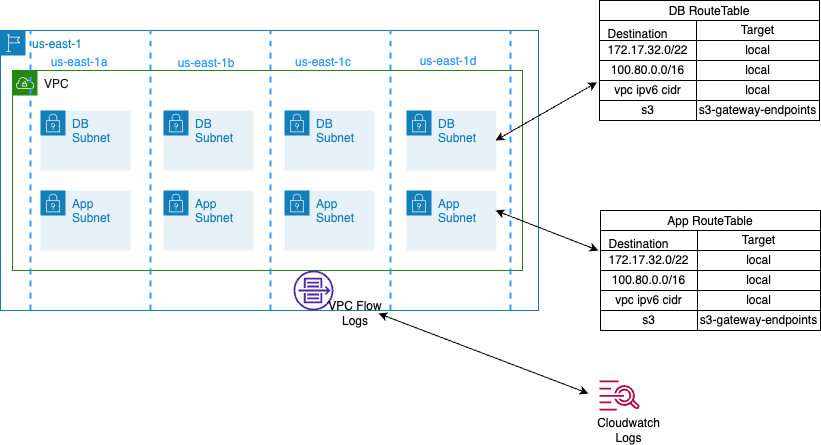 us-east-1
us-east-1a
us-east-1b
us-east-1c
us-east-1d
VPC
DB
Subnet
DB
Subnet
DB
Subnet
DB
Subnet
App
Subnet
App
Subnet
App
Subnet
App
Subnet
VPC Flow
Logs
DB RouteTable
Destination Target
172.17.32.0/22 local
100.80.0.0/16 local
vpc ipv6 cidr local
s3 s3-gateway-endpoints
App RouteTable
Destination Target
172.17.32.0/22 local
100.80.0.0/16 local
vpc ipv6 cidr local
s3 s3-gateway-endpoints
Cloudwatch
Logs